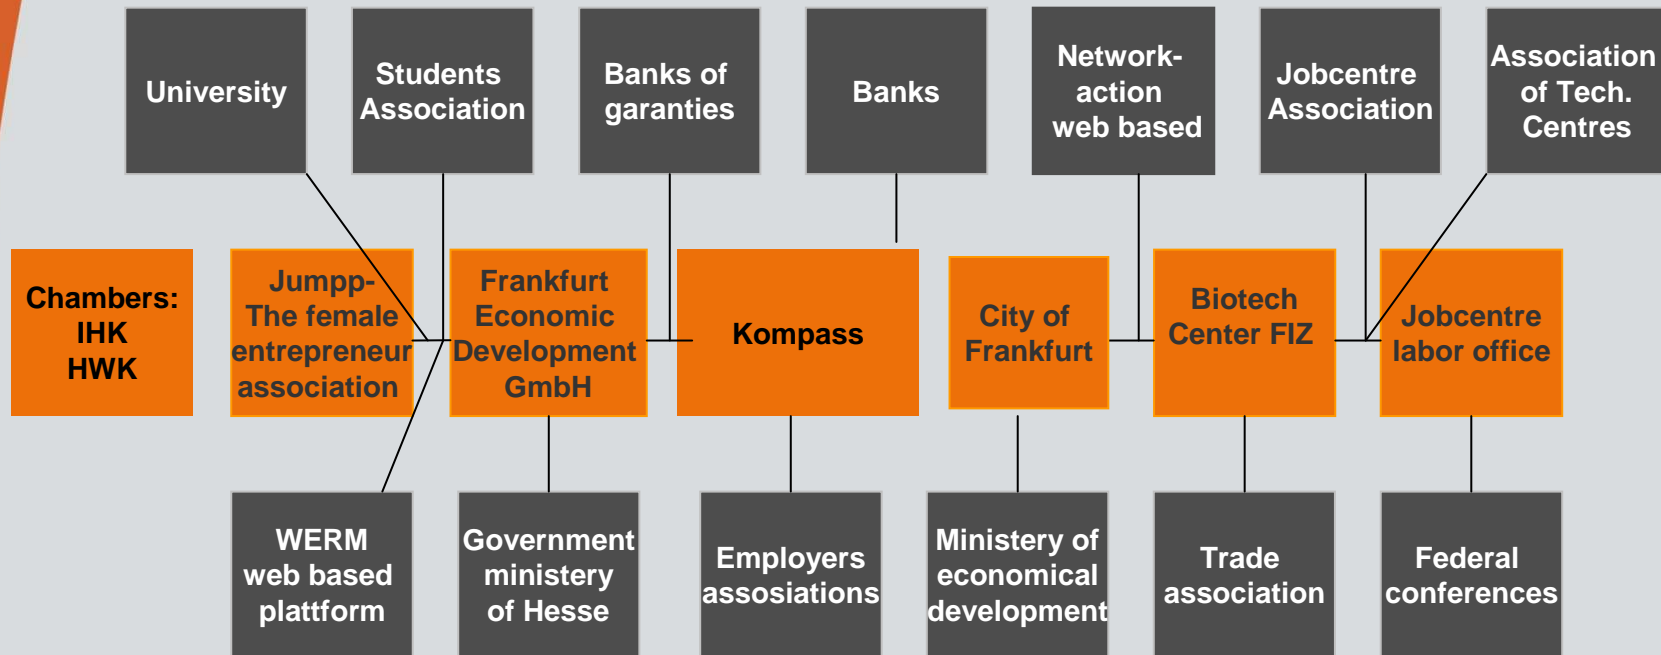 University
Students
Association
Banks of
garanties
Banks
Network-
action
web based
Jobcentre
Association
Association
of Tech.
Centres
Chambers:
IHK
HWK
Jumpp-
The female
entrepreneur
association
Frankfurt
Economic
Development
GmbH
Kompass
City of
Frankfurt
Biotech
Center FIZ
Jobcentre
labor office
WERM
web based
plattform
Government
ministery
of Hesse
Employers
assosiations
Ministery of
economical
development
Trade
association
Federal
conferences